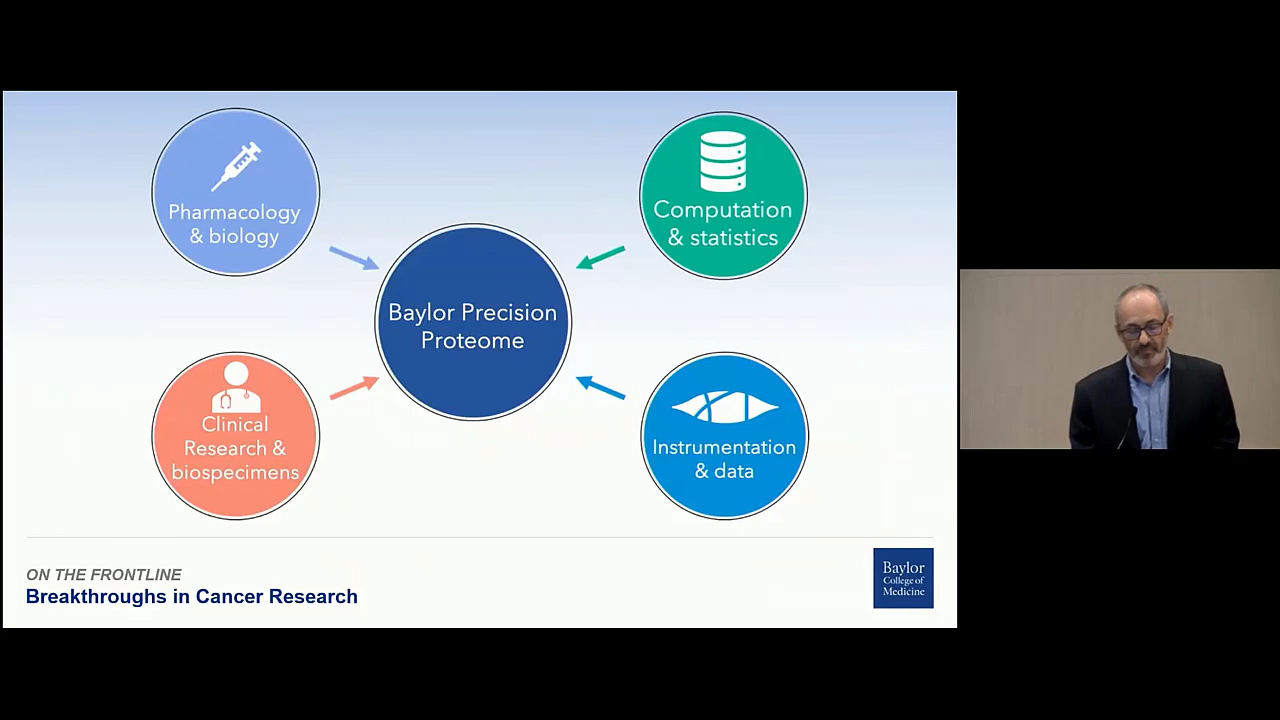 Pharmacology
& biology
Computation
& statistics
Baylor Precision
Proteome
Clinical
Research &
biospecimens
Instrumentation
& data
ON THE FRONTLINE
Breakthroughs in Cancer Research
Baylor
College of
Medicine